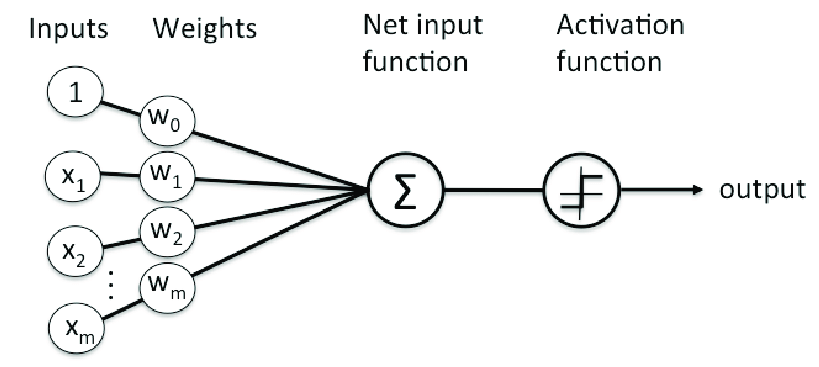 Inputs
Weights
Net input
function
Activation
function
1
w₀
x₁
w₁
x₂
w₂
⋮
xₘ
wₘ
Σ
output